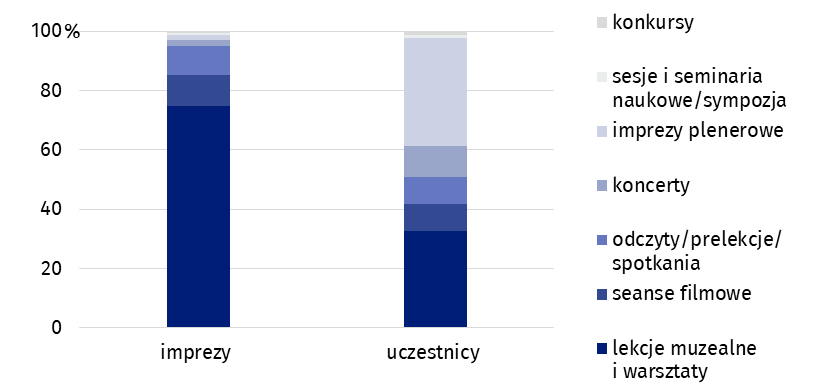 100%
80
60
40
20
0
imprezy
uczestnicy
konkursy
sesje i seminaria
naukowe/sympozja
imprezy plenerowe
koncerty
odczyty/prelekcje/
spotkania
seanse filmowe
lekcje muzealne
i warsztaty